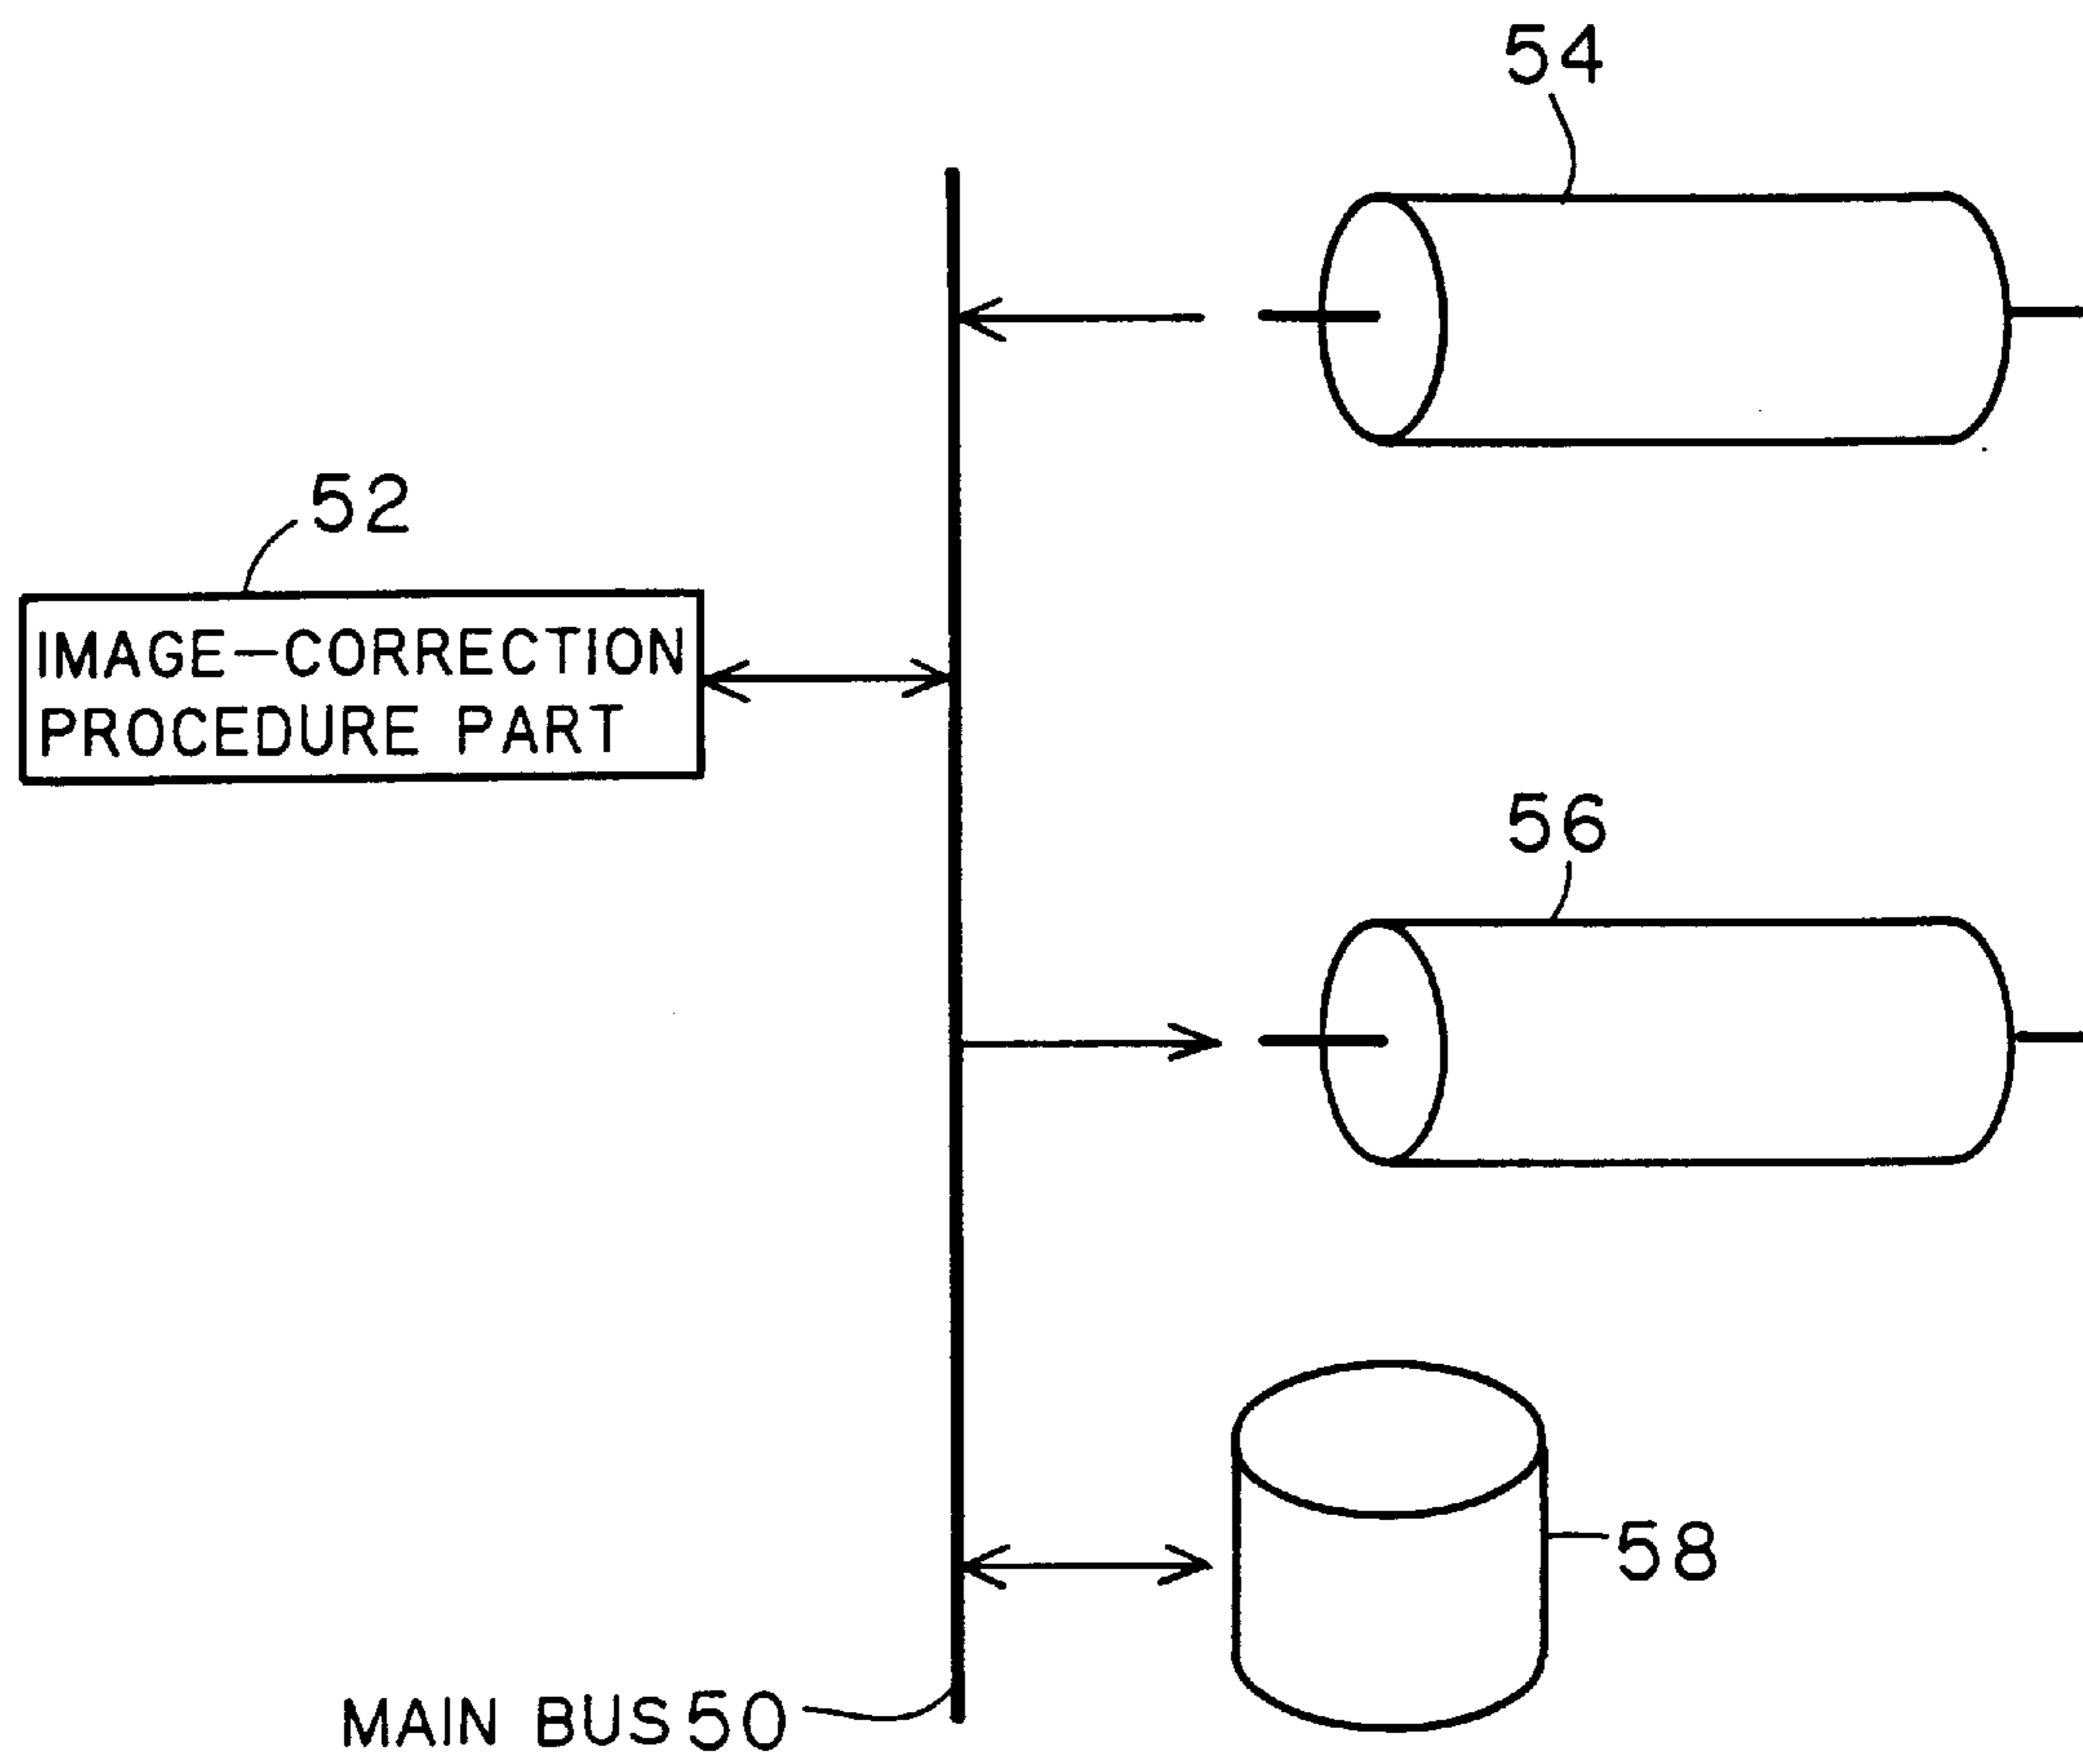 54
52
IMAGE-CORRECTION
PROCEDURE PART
56
58
MAIN BUS 50